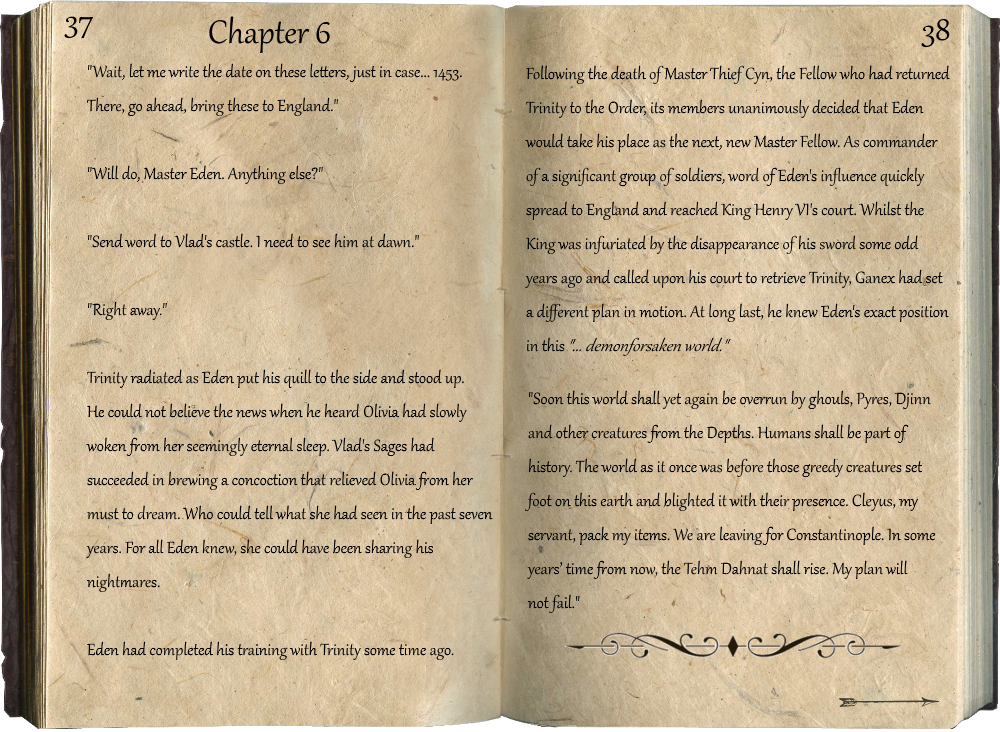 37
Chapter 6
"Wait, let me write the date on these letters, just in case... 1453.
There, go ahead, bring these to England."
"Will do, Master Eden. Anything else?"
"Send word to Vlad's castle. I need to see him at dawn."
"Right away."
Trinity radiated as Eden put his quill to the side and stood up.
He could not believe the news when he heard Olivia had slowly
woken from her seemingly eternal sleep. Vlad's Sages had
succeeded in brewing a concoction that relieved Olivia from her
must to dream. Who could tell what she had seen in the past seven
years. For all Eden knew, she could have been sharing his
nightmares.
Eden had completed his training with Trinity some time ago.
38
Following the death of Master Thief Cyn, the Fellow who had returned
Trinity to the Order, its members unanimously decided that Eden
would take his place as the next, new Master Fellow. As commander
of a significant group of soldiers, word of Eden's influence quickly
spread to England and reached King Henry VI's court. Whilst the
King was infuriated by the disappearance of his sword some odd
years ago and called upon his court to retrieve Trinity, Ganex had set
a different plan in motion. At long last, he knew Eden's exact position
in this "... demonforsaken world."
"Soon this world shall yet again be overrun by ghouls, Pyres, Djinn
and other creatures from the Depths. Humans shall be part of
history. The world as it once was before those greedy creatures set
foot on this earth and blighted it with their presence. Cleyus, my
servant, pack my items. We are leaving for Constantinople. In some
years' time from now, the Tehm Dahnat shall rise. My plan will
not fail."